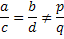 a/c = b/d ≠ p/q